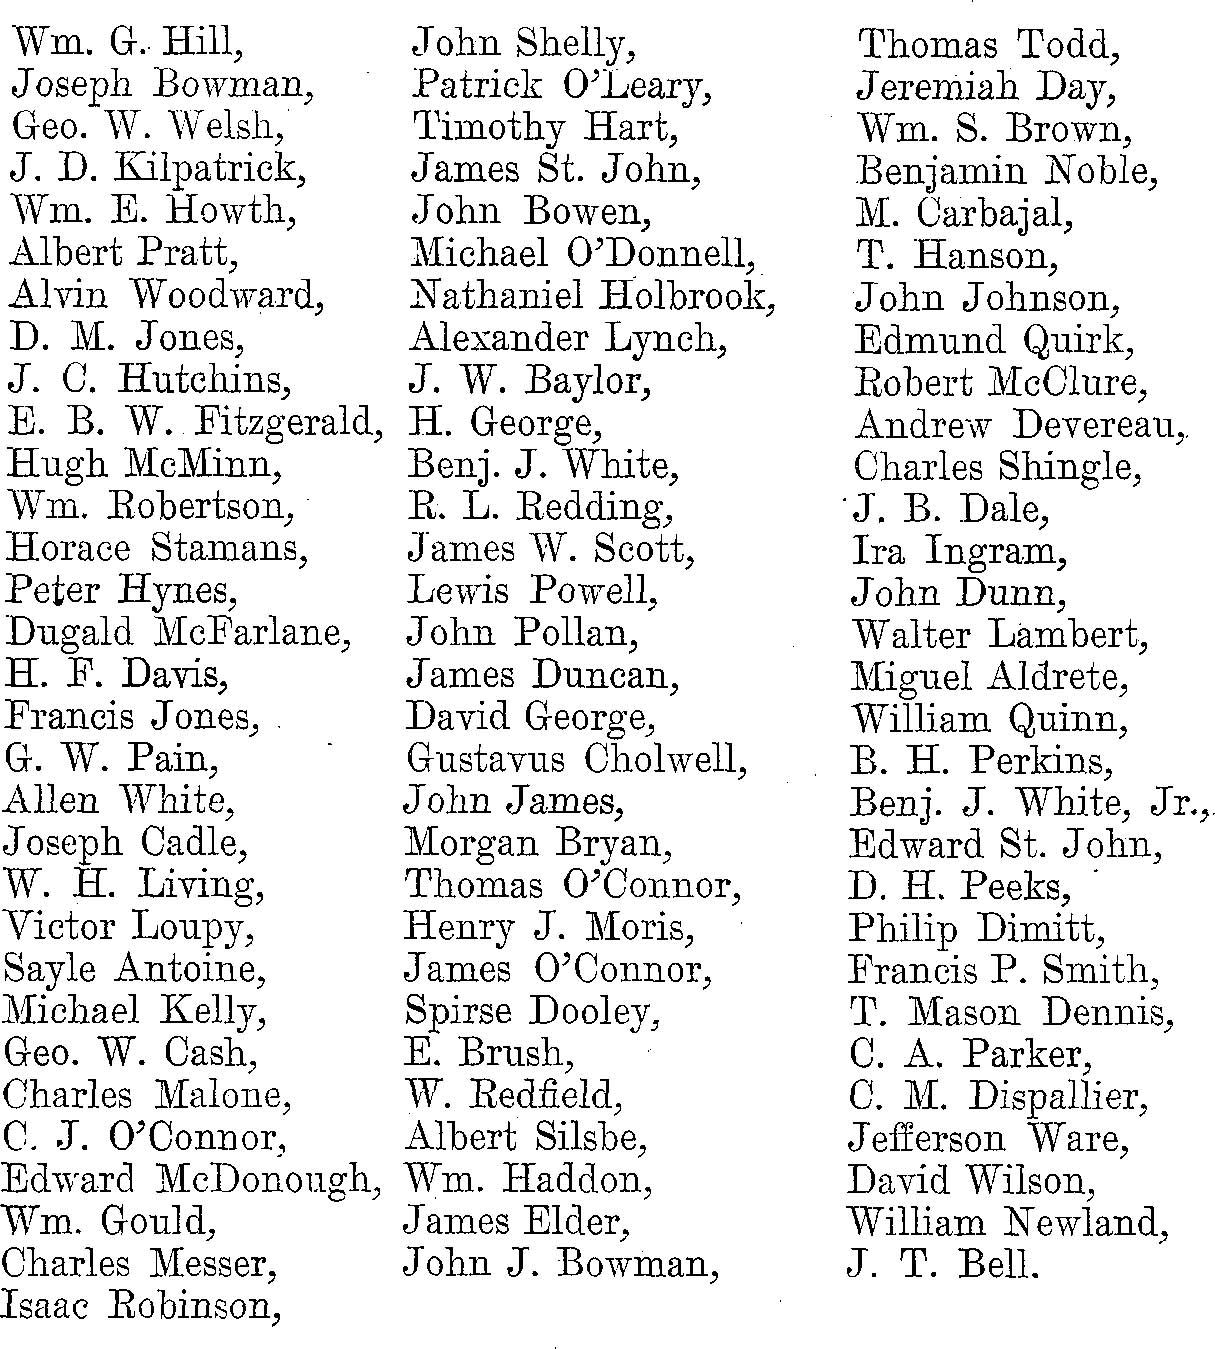 Wm. G. Hill,
Joseph Bowman,
Geo. W. Welsh,
J. D. Kilpatrick,
Wm. E. Howth,
Albert Pratt,
Alvin Woodward,
D. M. Jones,
J. C. Hutchins,
E. B. W. Fitzgerald,
Hugh McMinn,
Wm. Robertson,
Horace Stamans,
Peter Hynes,
Dugald McFarlane,
H. F. Davis,
Francis Jones,
G. W. Pain,
Allen White,
Joseph Cadle,
W. H. Living,
Victor Loupy,
Sayle Antoine,
Michael Kelly,
Geo. W. Cash,
Charles Malone,
C. J. O'Connor,
Edward McDonough,
Wm. Gould,
Charles Messer,
Isaac Robinson,
John Shelly,
Patrick O'Leary,
Timothy Hart,
James St. John,
John Bowen,
Michael O'Donnell,
Nathaniel Holbrook,
Alexander Lynch,
J. W. Baylor,
H. George,
Benj. J. White,
R. L. Redding,
James W. Scott,
Lewis Powell,
John Pollan,
James Duncan,
David George,
Gustavus Cholwell,
John James,
Morgan Bryan,
Thomas O'Connor,
Henry J. Moris,
James O'Connor,
Spirse Dooley,
E. Brush,
W. Redfield,
Albert Silsbe,
Wm. Haddon,
James Elder,
John J. Bowman,
Thomas Todd,
Jeremiah Day,
Wm. S. Brown,
Benjamin Noble,
M. Carbajal,
T. Hanson,
John Johnson,
Edmund Quirk,
Robert McClure,
Andrew Devereau,
Charles Shingle,
J. B. Dale,
Ira Ingram,
John Dunn,
Walter Lambert,
Miguel Aldrete,
William Quinn,
B. H. Perkins,
Benj. J. White, Jr.,
Edward St. John,
D. H. Peeks,
Philip Dimitt,
Francis P. Smith,
T. Mason Dennis,
C. A. Parker,
C. M. Dispallier,
Jefferson Ware,
David Wilson,
William Newland,
J. T. Bell.